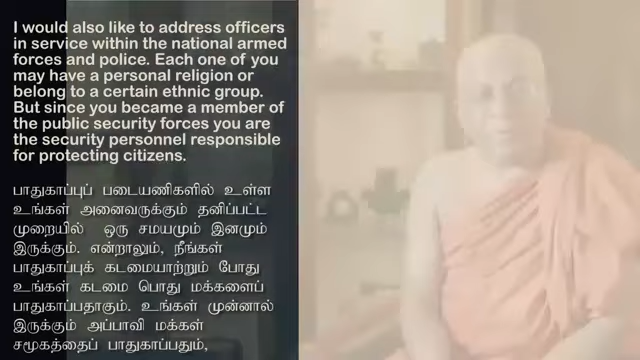 I would also like to address officers
in service within the national armed
forces and police. Each one of you
may have a personal religion or
belong to a certain ethnic group.
But since you became a member of
the public security forces you are
the security personnel responsible
for protecting citizens.
பாதுகாப்புப் படையணிகளில் உள்ள
உங்கள் அனைவருக்கும் தனிப்பட்ட
முறையில் ஒரு சமயமும் இனமும்
இருக்கும். என்றாலும், நீங்கள்
பாதுகாப்புக் கடமையாற்றும் போது
உங்கள் கடமை பொது மக்களைப்
பாதுகாப்பதாகும். உங்கள் முன்னால்
இருக்கும் அப்பாவி மக்கள்
சமூகத்தைப் பாதுகாப்பதும்,